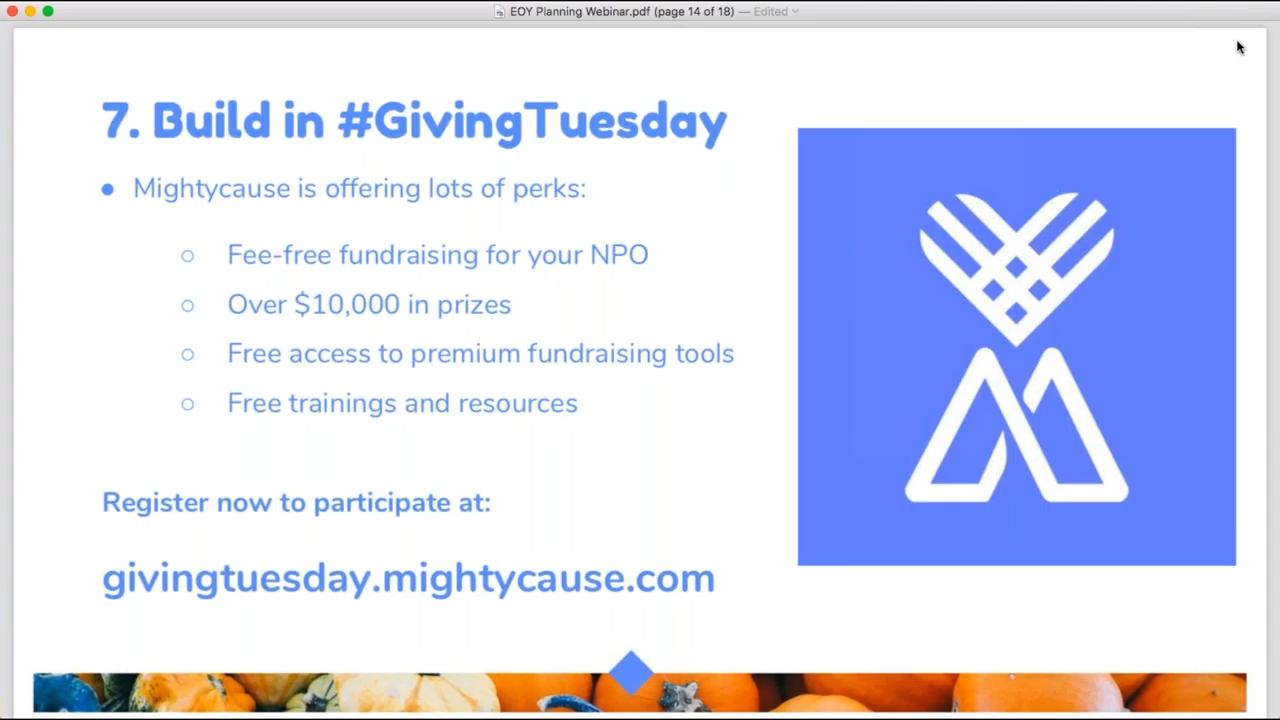 EOY Planning Webinar.pdf (page 14 of 18) — Edited
7. Build in #GivingTuesday
● Mightycause is offering lots of perks:
○ Fee-free fundraising for your NPO
○ Over $10,000 in prizes
○ Free access to premium fundraising tools
○ Free trainings and resources
Register now to participate at:
givingtuesday.mightycause.com